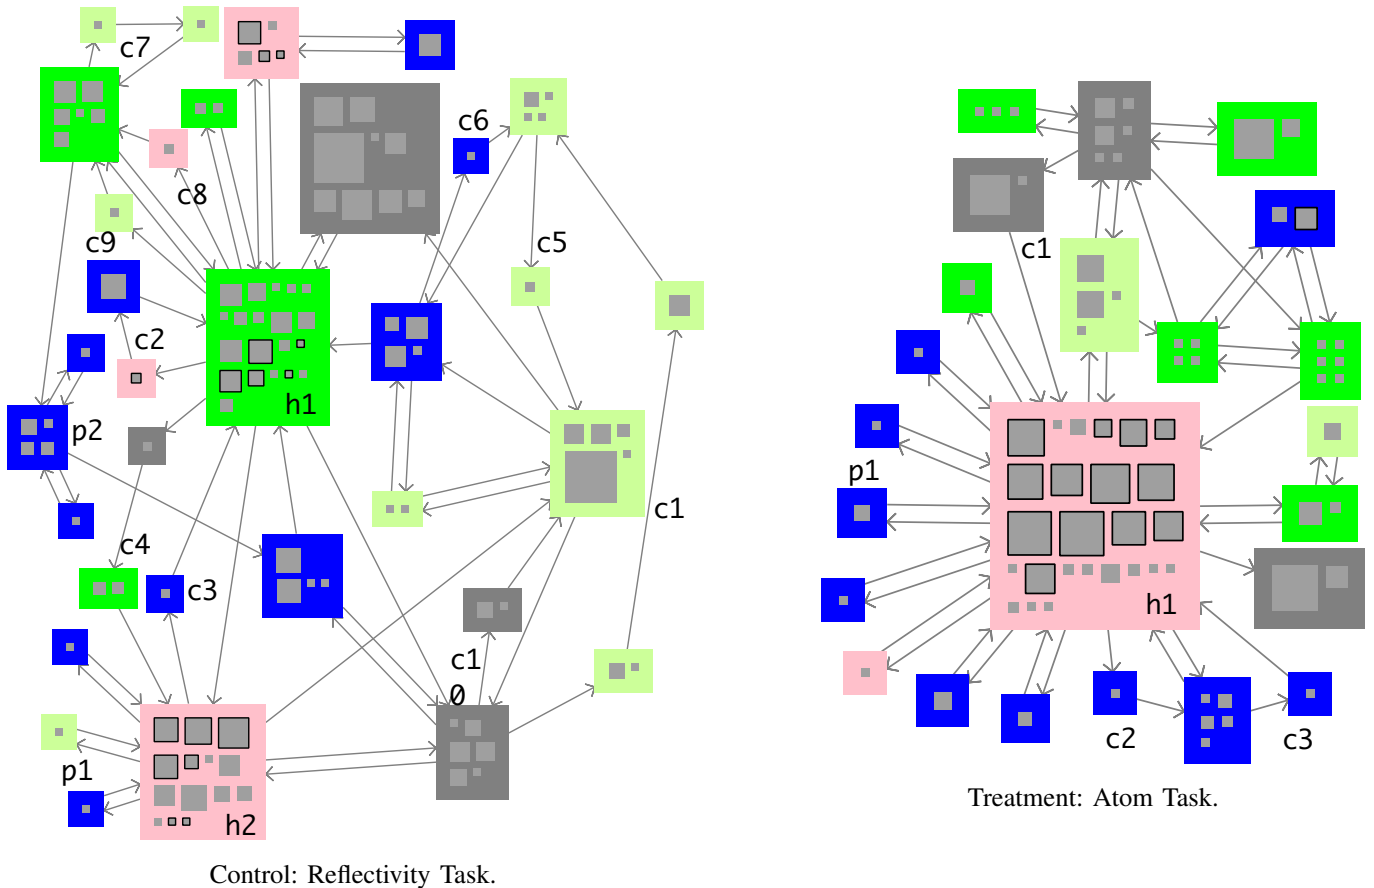 c7
c6
c8
c9
c5
c1
c2
h1
p2
p1
c1
c4
c3
h1
c1
0
c2
c3
p1
h2
Treatment: Atom Task.
Control: Reflectivity Task.